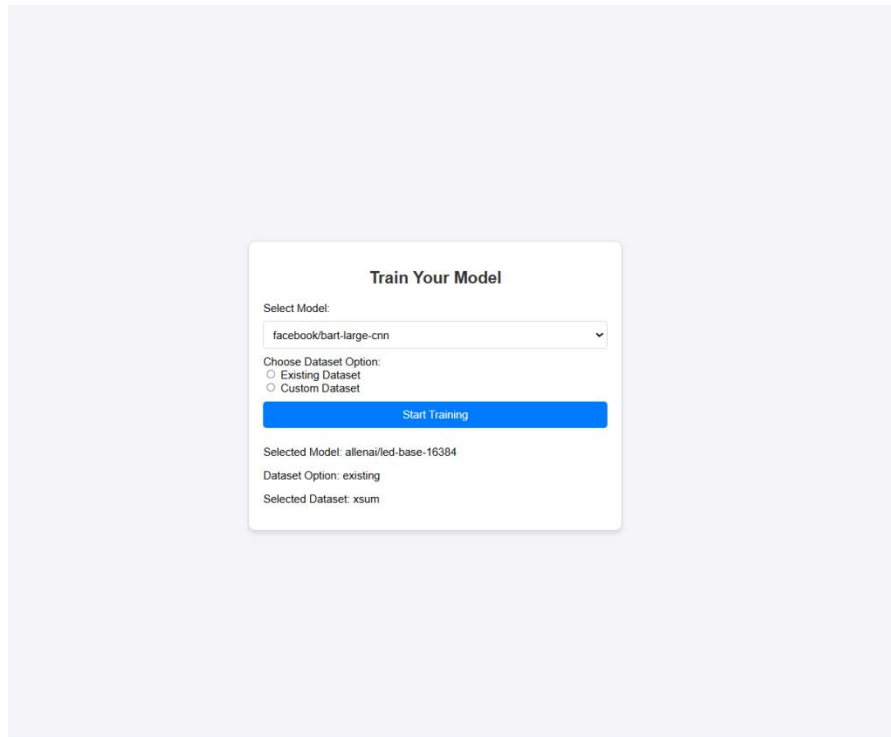 Train Your Model
Select Model:
facebook/bart-large-cnn
Choose Dataset Option:
Existing Dataset
Custom Dataset
Start Training
Selected Model: allenai/led-base-16384
Dataset Option: existing
Selected Dataset: xsum